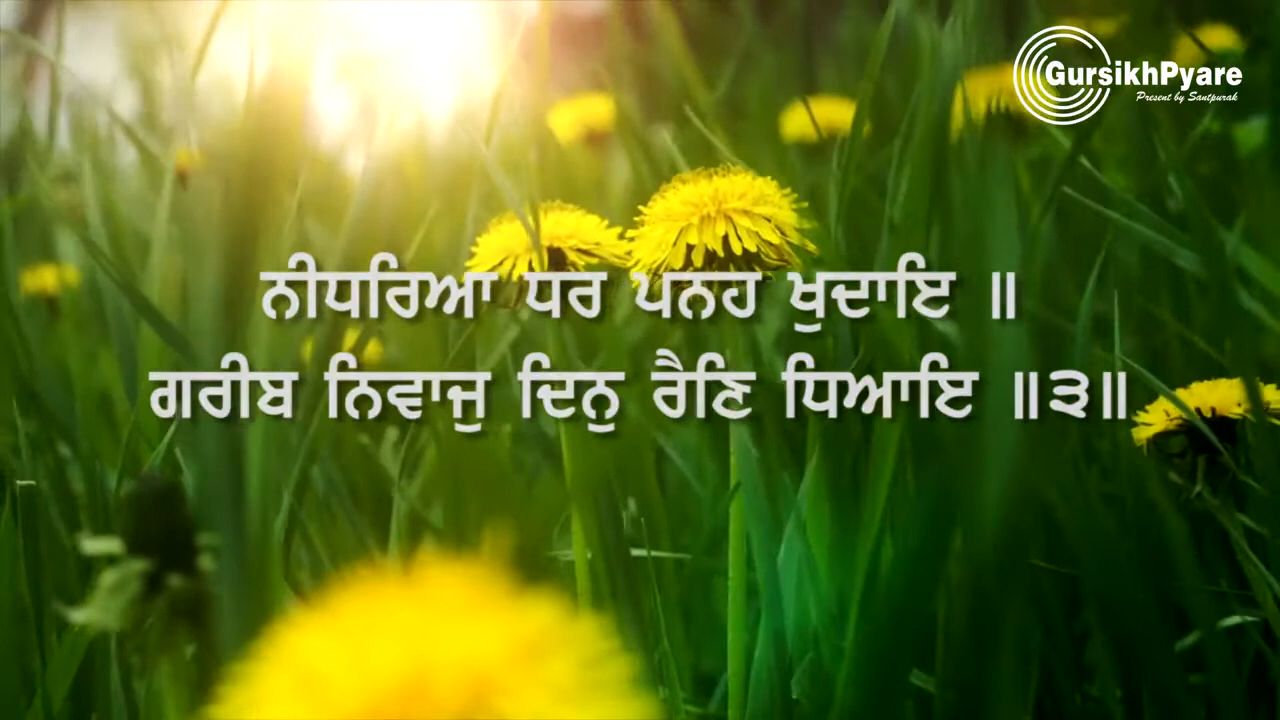 GursikhPyare
Present by Santpurak
ਨੀਧਰਿਆ ਧਰ ਪਨਹ ਖੁਦਾਇ ॥
ਗਰੀਬ ਨਿਵਾਜੁ ਦਿਨੁ ਰੈਣਿ ਧਿਆਇ ॥੩॥